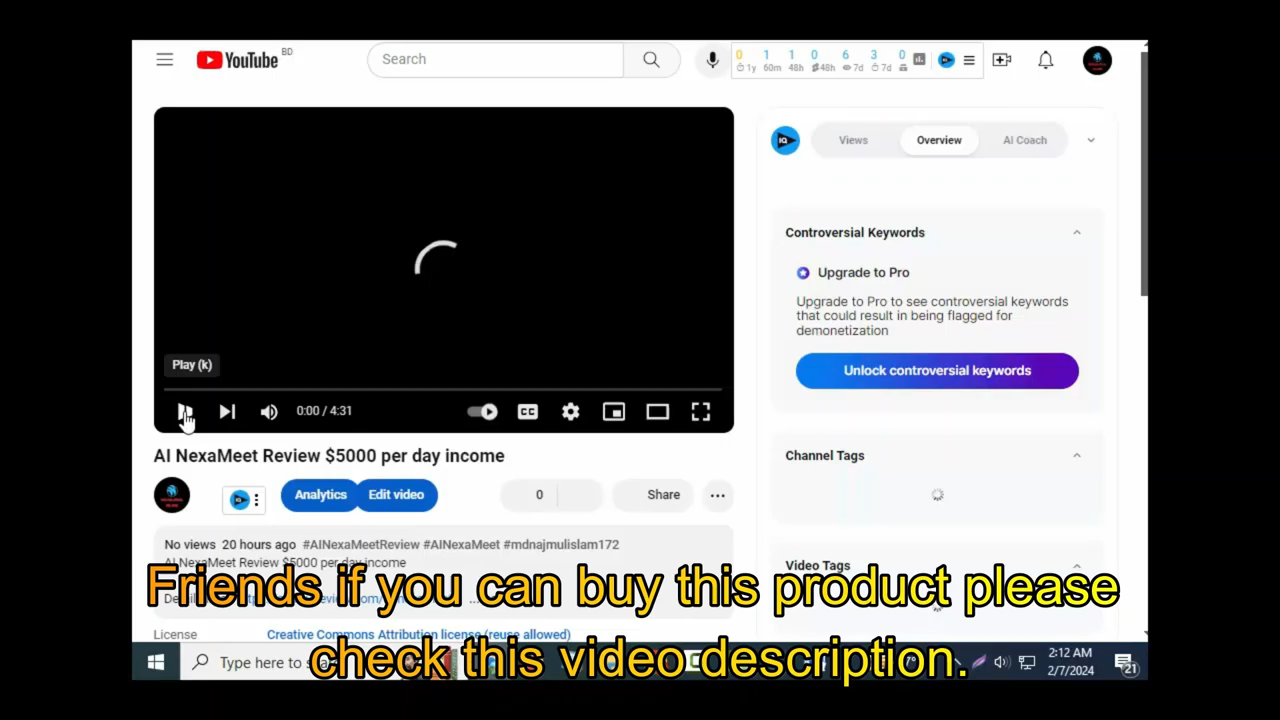 YouTube BD
Search
0 1 1 0 6 3 0
1y 60m 48h 48h 7d 7d
Views Overview AI Coach
Controversial Keywords
Upgrade to Pro
Upgrade to Pro to see controversial keywords
that could result in being flagged for
demonetization
Unlock controversial keywords
Play (k)
0:00 / 4:31
CC
AI NexaMeet Review $5000 per day income
IQ
Analytics Edit video 0 Share
Channel Tags
No views 20 hours ago #AINexaMeetReview #AINexaMeet #mdnajmulislam172
AI NexaMeet Review $5000 per day income
Video Tags
Friends if you can buy this product please
License Creative Commons Attribution license (reuse allowed)
check this video description.
Type here to
2:12 AM
2/7/2024
21